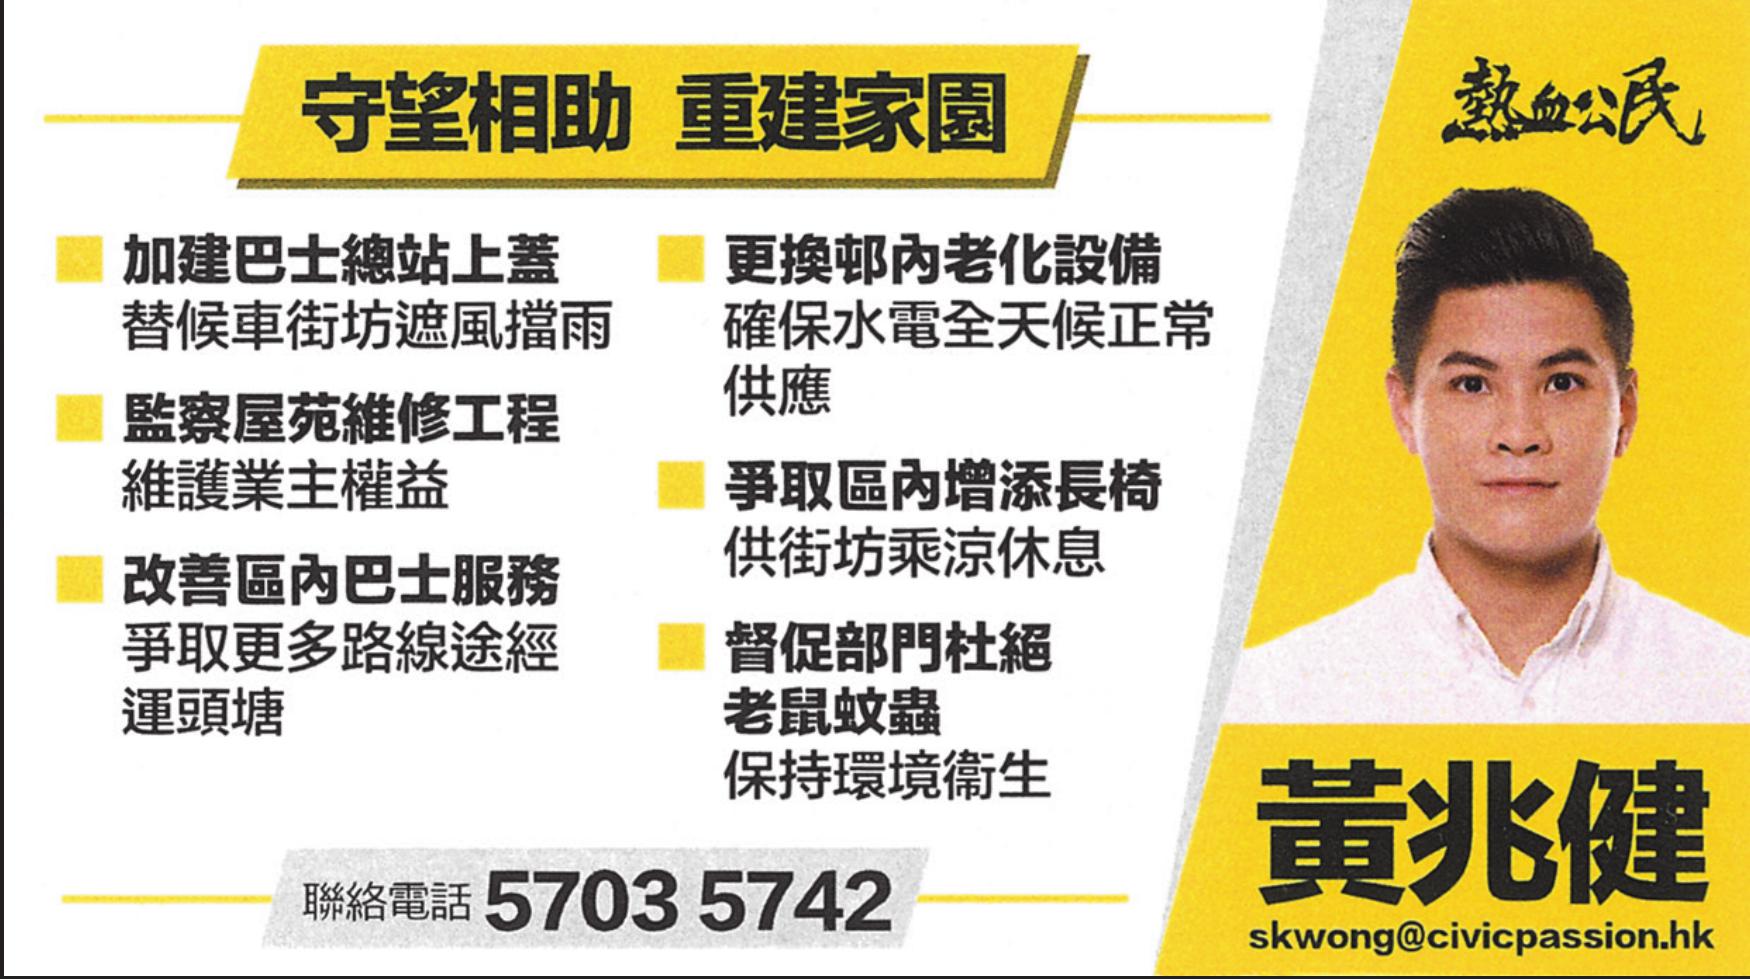 守望相助 重建家園
加建巴士總站上蓋
替候車街坊遮風擋雨
監察屋苑維修工程
維護業主權益
改善區內巴士服務
爭取更多路線途經
運頭塘
更換邨內老化設備
確保水電全天候正常
供應
爭取區內增添長椅
供街坊乘涼休息
督促部門杜絕
老鼠蚊蟲
保持環境衞生
聯絡電話 5703 5742
熱血公民
黃兆健
skwong@civicpassion.hk